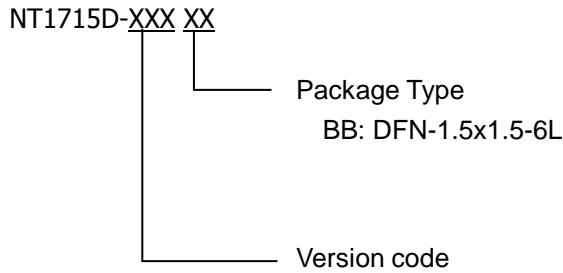 NT1715D-XXX XX
Package Type
BB: DFN-1.5x1.5-6L
Version code